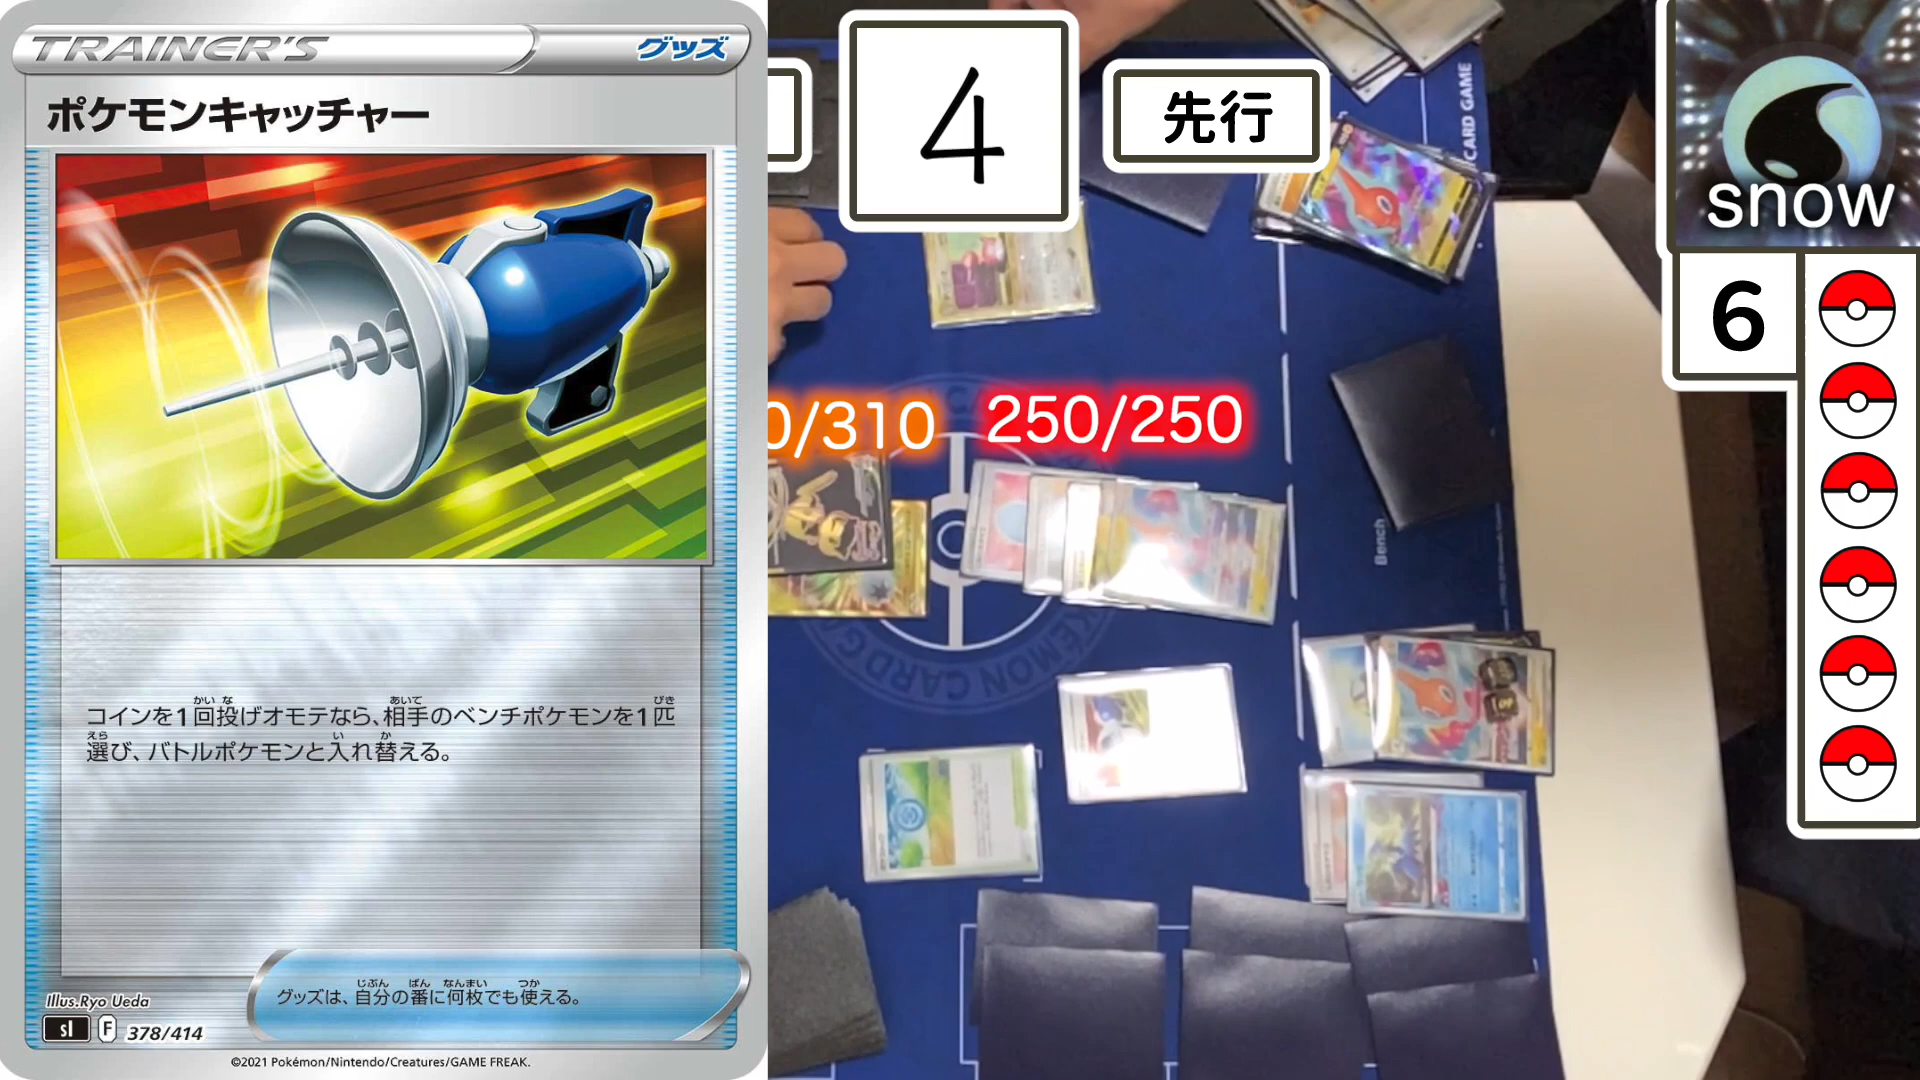 TRAINER'S
グッズ
ポケモンキャッチャー
コインを1回投げオモテなら、相手のベンチポケモンを1匹
選び、バトルポケモンと入れ替える。
グッズは、自分の番に何枚でも使える。
Illus.Ryo Ueda
sI F 378/414
©2021 Pokémon/Nintendo/Creatures/GAME FREAK.
4
先行
CARD GAME
snow
6
0/310
250/250
Bench